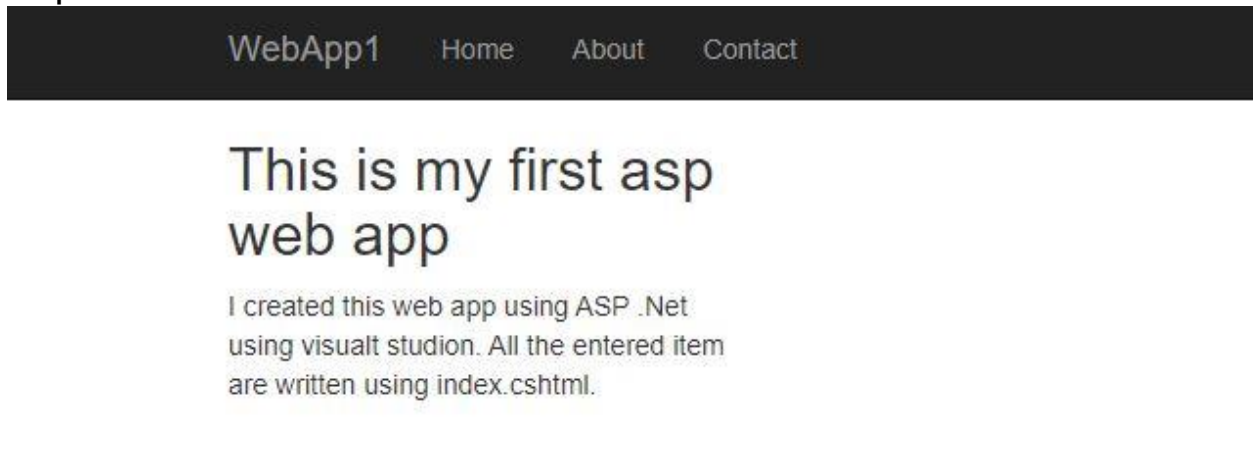 WebApp1 Home About Contact
This is my first asp
web app
I created this web app using ASP .Net
using visualt studion. All the entered item
are written using index.cshtml.